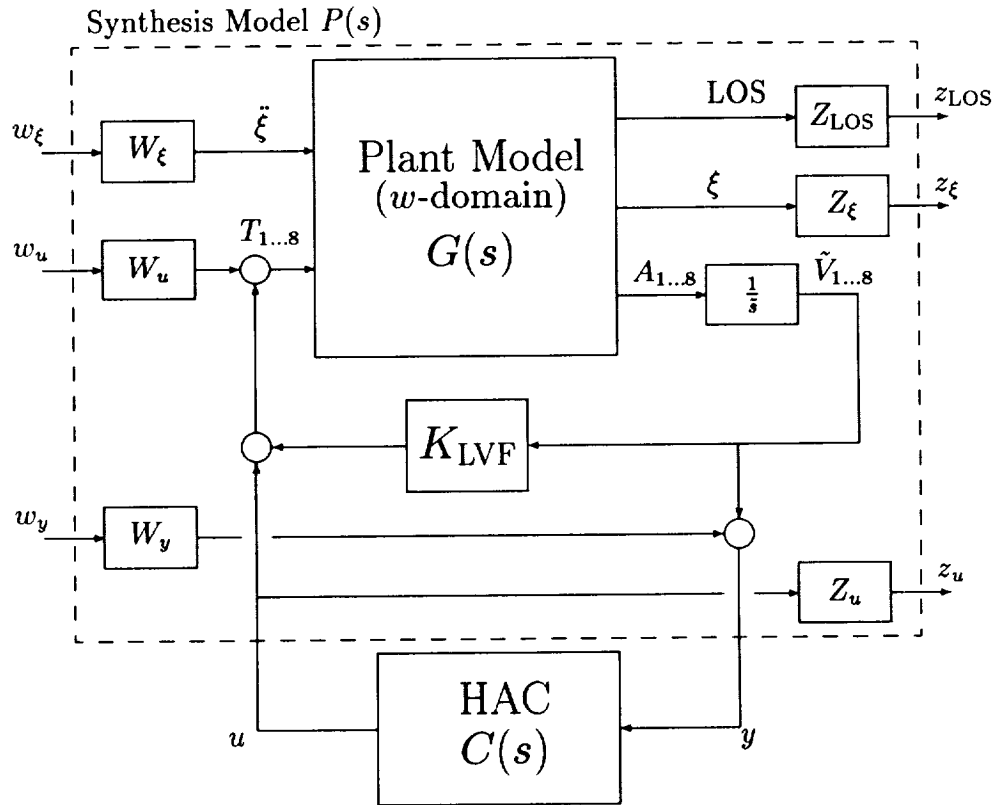 Synthesis Model P(s)
w_ξ
W_ξ
ξ̈
Plant Model
(w-domain)
G(s)
LOS
Z_LOS
z_LOS
ξ
Z_ξ
z_ξ
w_u
W_u
T_1...8
A_1...8
1/s̃
Ṽ_1...8
K_LVF
w_y
W_y
Z_u
z_u
HAC
C(s)
u
y